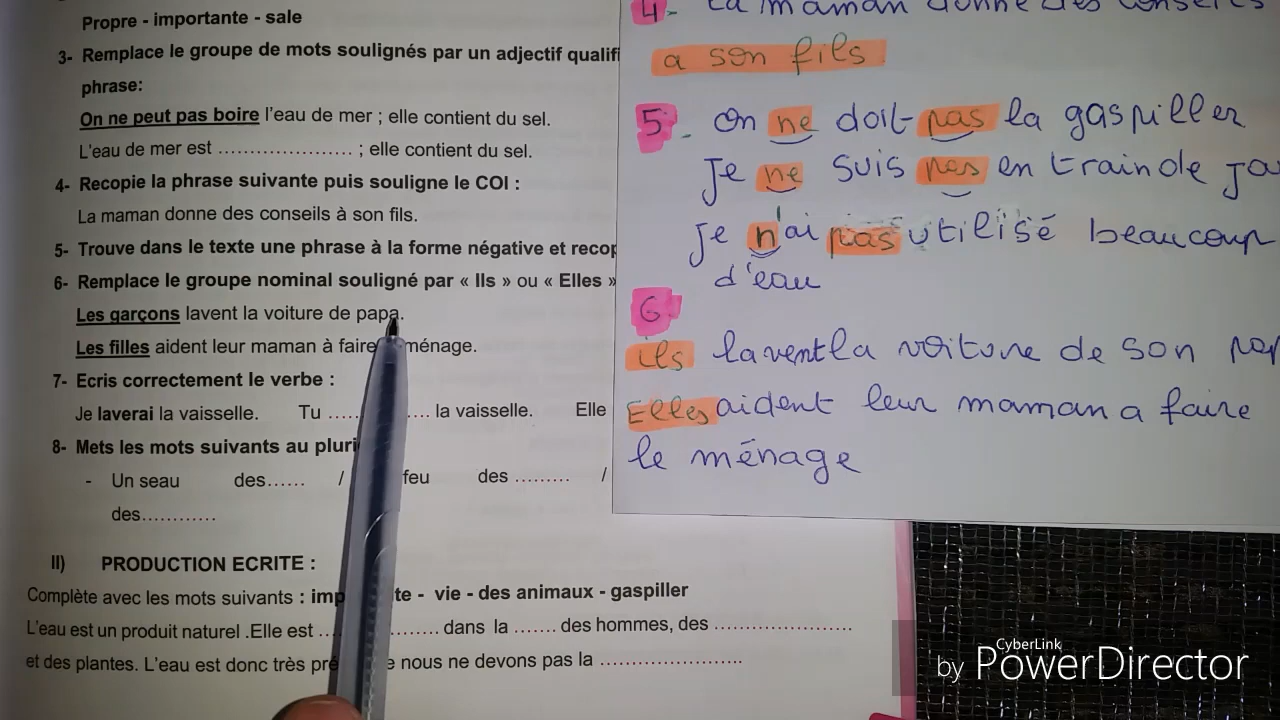 Propre - importante - sale
3- Remplace le groupe de mots soulignés par un adjectif qualifi
phrase:
On ne peut pas boire l'eau de mer ; elle contient du sel.
L'eau de mer est ..................... ; elle contient du sel.
4- Recopie la phrase suivante puis souligne le COI :
La maman donne des conseils à son fils.
5- Trouve dans le texte une phrase à la forme négative et recop
6- Remplace le groupe nominal souligné par « Ils » ou « Elles »
Les garçons lavent la voiture de papa.
Les filles aident leur maman à faire ménage.
7- Ecris correctement le verbe :
Je laverai la vaisselle. Tu ..... .... la vaisselle. Elle
8- Mets les mots suivants au pluri
- Un seau des...... / feu des ......... /
des............
II) PRODUCTION ECRITE :
Complète avec les mots suivants : imp te - vie - des animaux - gaspiller
L'eau est un produit naturel .Elle est ... ........ dans la ....... des hommes, des ......................
et des plantes. L'eau est donc très pré e nous ne devons pas la .......................
4- La maman donne des conseils
a son fils
5- On ne doit pas la gaspiller
Je ne suis pas en train de jou
Je n'ai pas utilisé beaucoup
d'eau
6
ils lavent la voiture de son pap
Elles aident leur maman a faire
le ménage
CyberLink
by PowerDirector